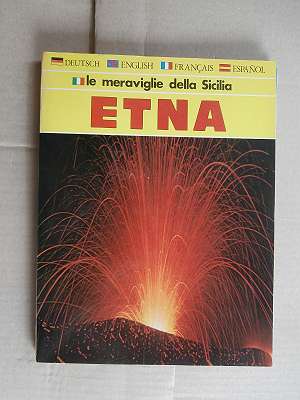 DEUTSCH ENGLISH FRANÇAIS ESPAÑOL
le meraviglie della Sicilia
ETNA